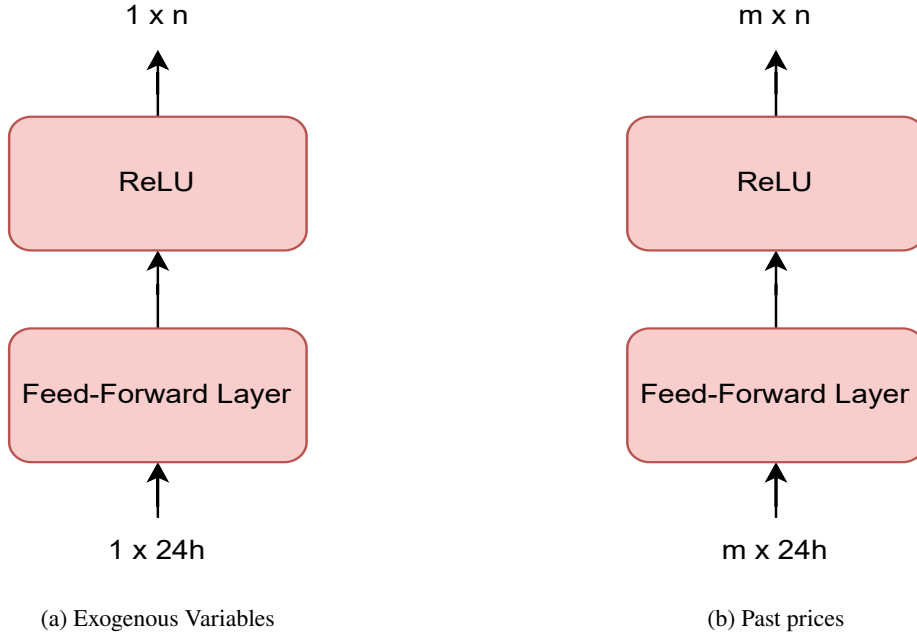 1 x n
ReLU
Feed-Forward Layer
1 x 24h
(a) Exogenous Variables
m x n
ReLU
Feed-Forward Layer
m x 24h
(b) Past prices